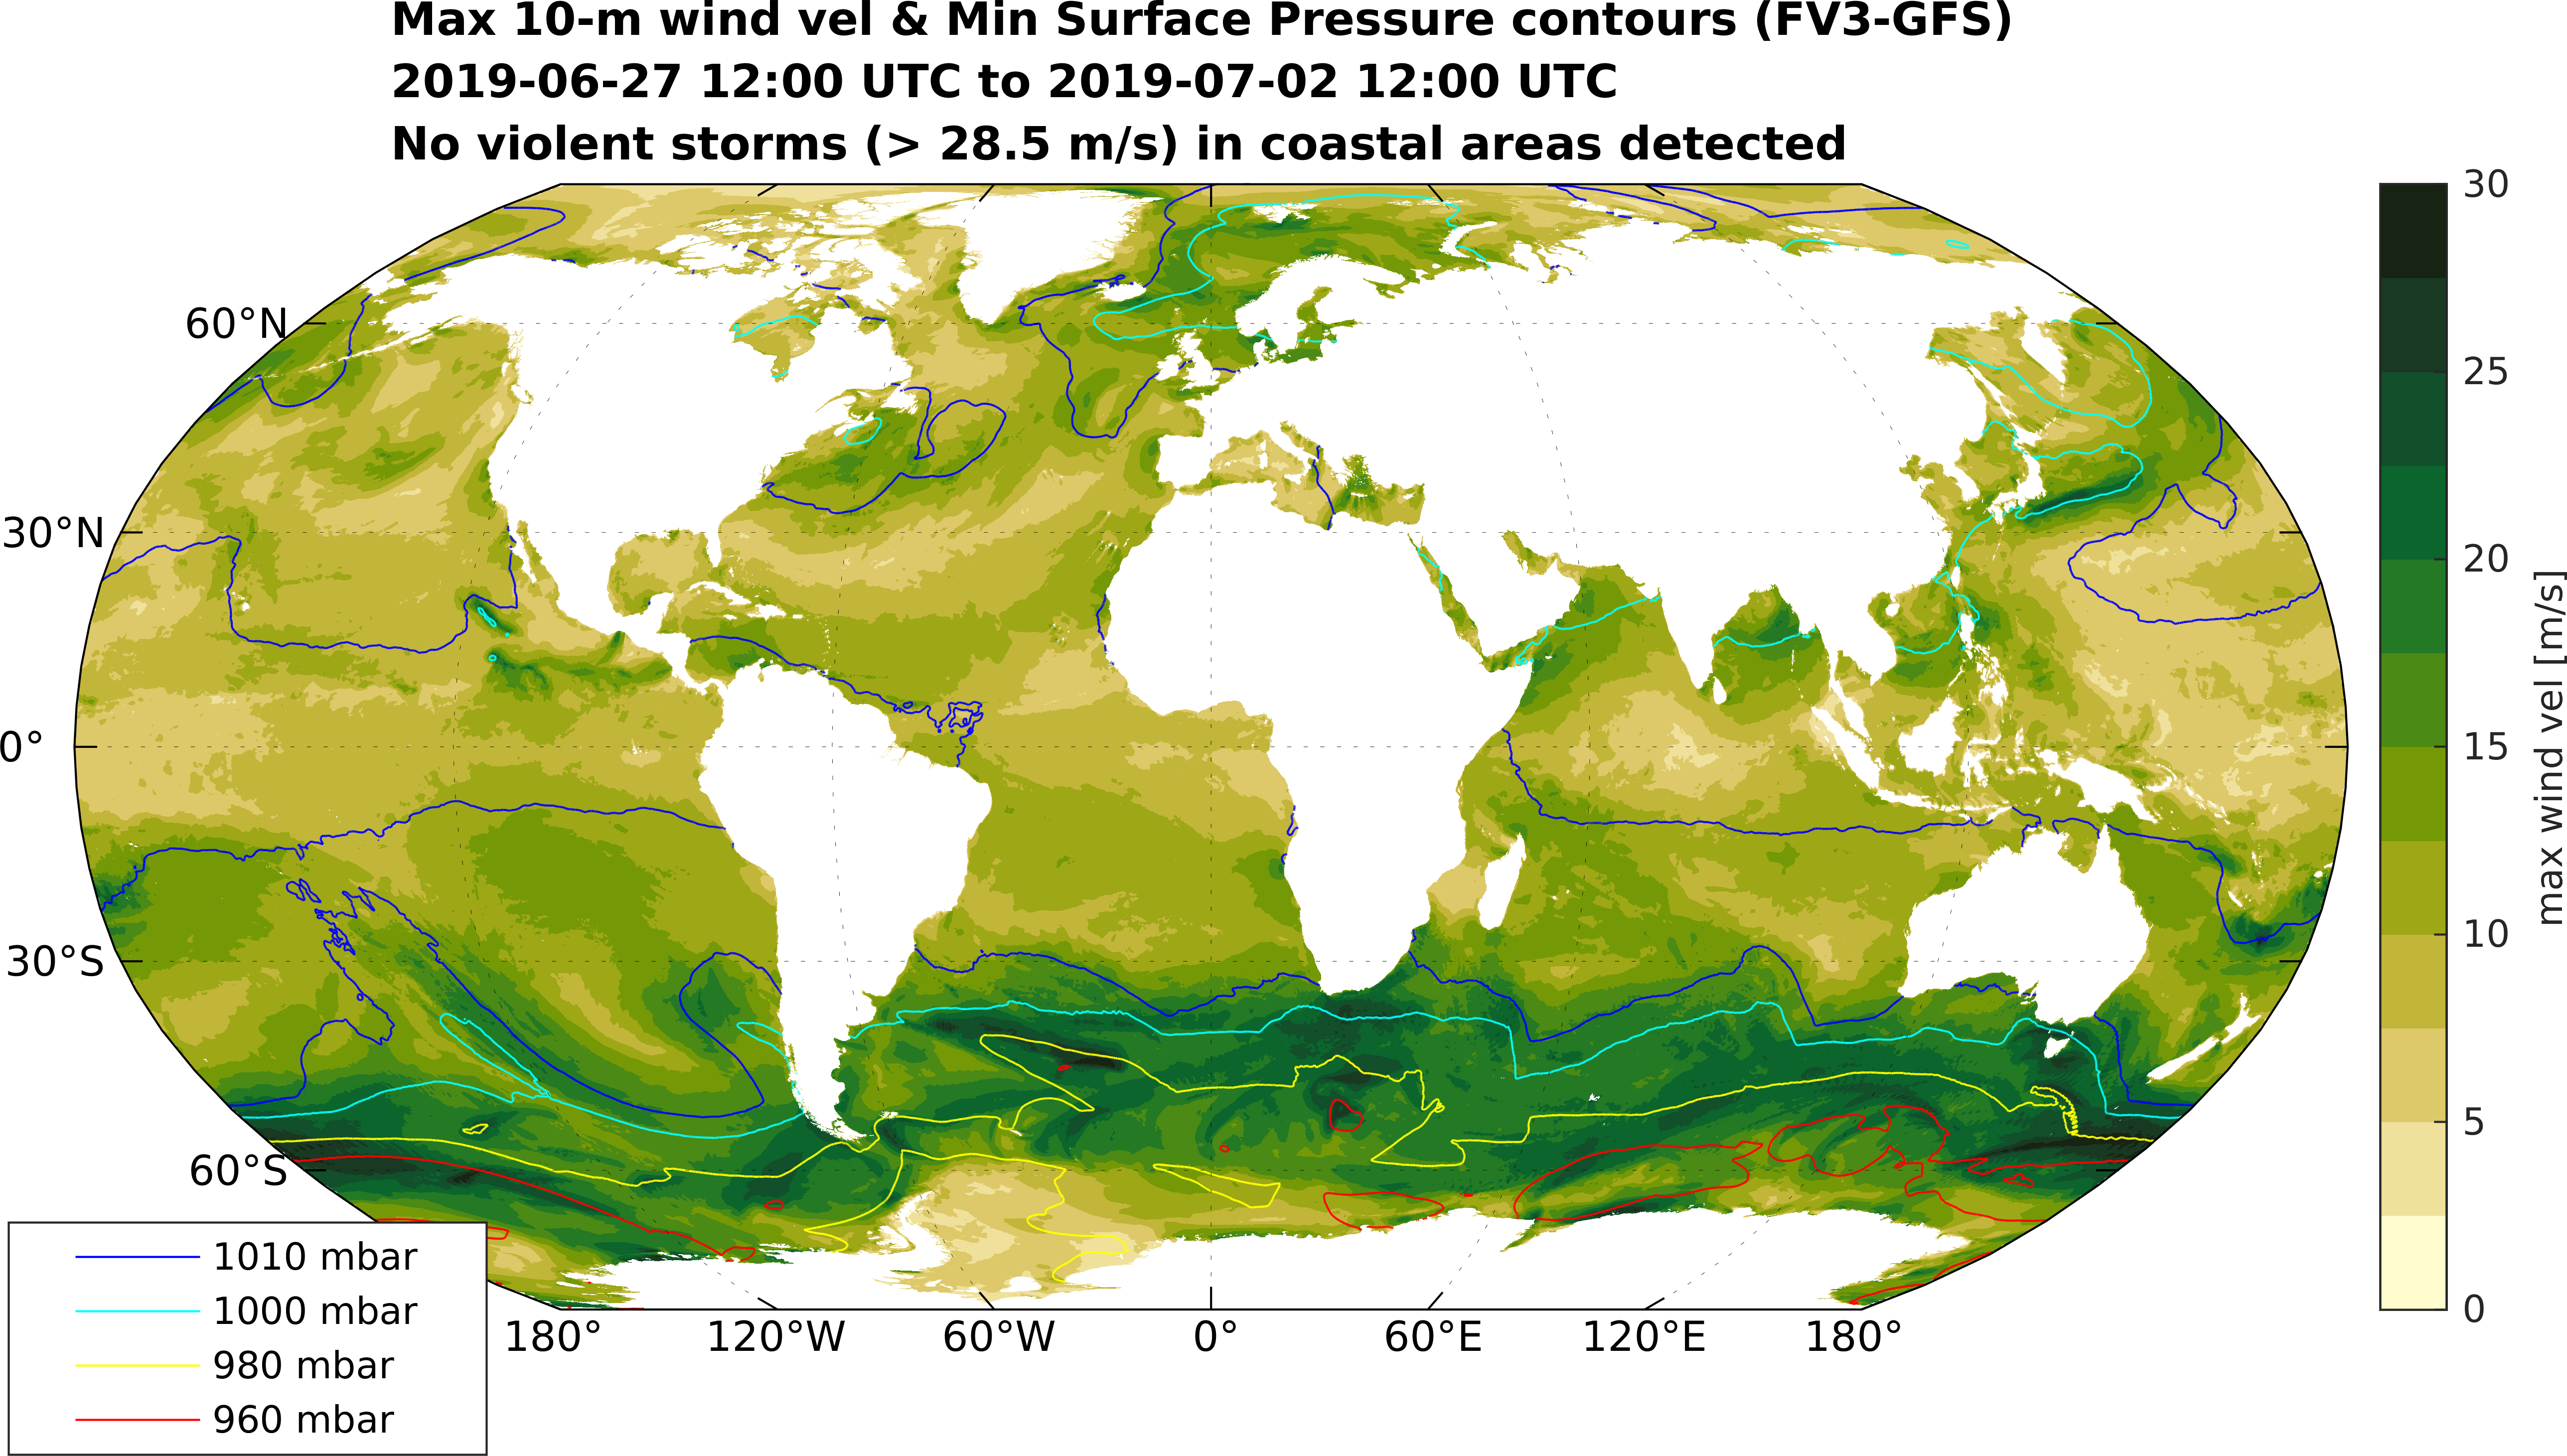 Max 10-m wind vel & Min Surface Pressure contours (FV3-GFS)
2019-06-27 12:00 UTC to 2019-07-02 12:00 UTC
No violent storms (> 28.5 m/s) in coastal areas detected
60°N
30°N
0°
30°S
60°S
180°
120°W
60°W
0°
60°E
120°E
180°
1010 mbar
1000 mbar
980 mbar
960 mbar
30
25
20
15
10
5
0
max wind vel [m/s]